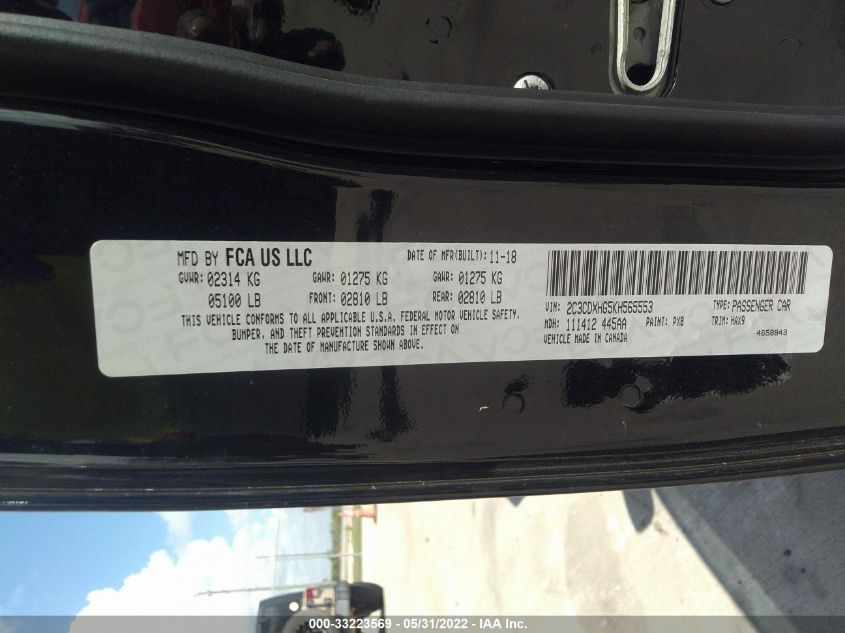 MFD BY FCA US LLC DATE OF MFR(BUILT): 11-18
GVWR: 02314 KG GAWR: 01275 KG GAWR: 01275 KG
05100 LB FRONT: 02810 LB REAR: 02810 LB
THIS VEHICLE CONFORMS TO ALL APPLICABLE U.S.A. FEDERAL MOTOR VEHICLE SAFETY,
BUMPER, AND THEFT PREVENTION STANDARDS IN EFFECT ON
THE DATE OF MANUFACTURE SHOWN ABOVE.
VIN: 2C3CDXHG5KH565553 TYPE: PASSENGER CAR
MDH: 111412 445AA PAINT: PX8 TRIM: HAX9
VEHICLE MADE IN CANADA 4658843
000-33223569 - 05/31/2022 - IAA Inc.